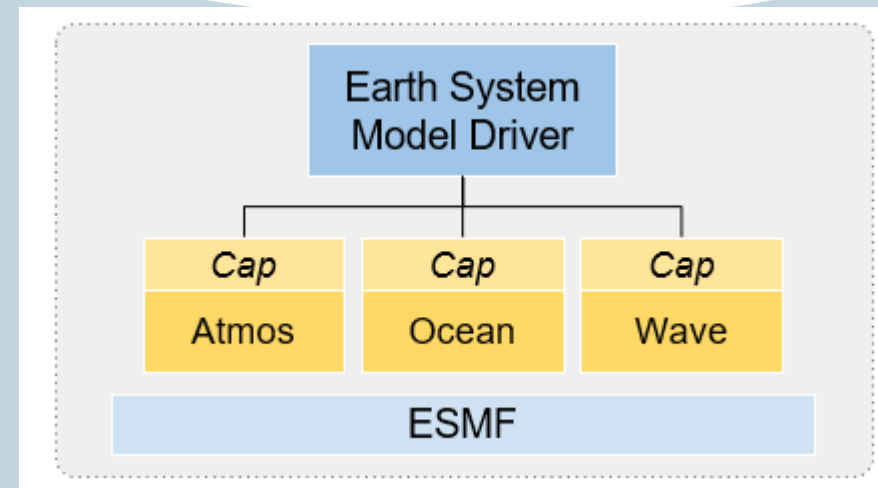 Earth System
Model Driver
Cap
Cap
Cap
Atmos
Ocean
Wave
ESMF